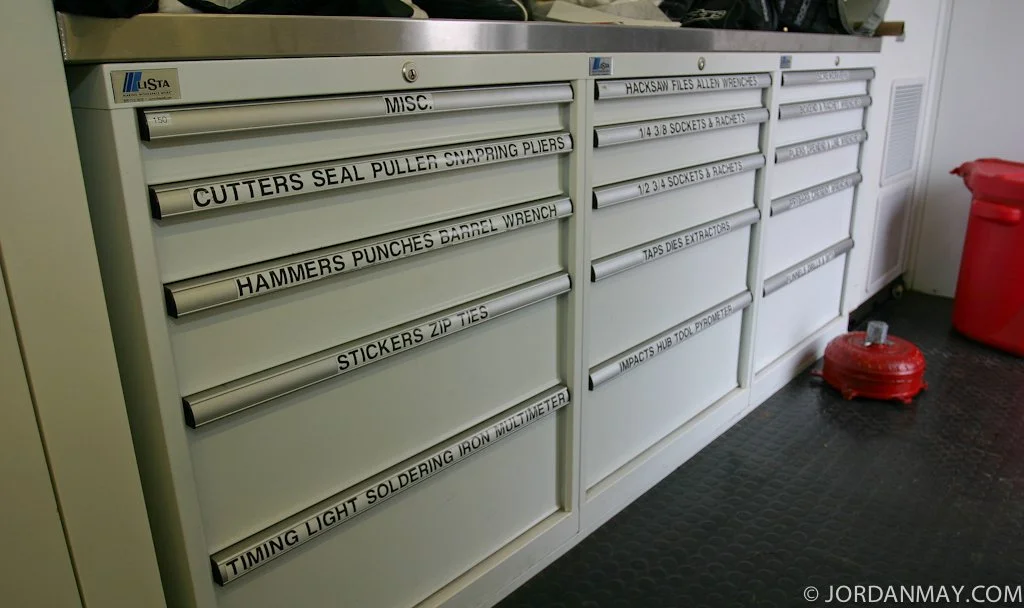 LISTA
MISC.
150
CUTTERS SEAL PULLER SNAPRING PLIERS
HAMMERS PUNCHES BARREL WRENCH
STICKERS ZIP TIES
TIMING LIGHT SOLDERING IRON MULTIMETER
LISTA
HACKSAW FILES ALLEN WRENCHES
1/4 3/8 SOCKETS & RACHETS
1/2 3/4 SOCKETS & RACHETS
TAPS DIES EXTRACTORS
IMPACTS HUB TOOL PYROMETER
© JORDANMAY.COM